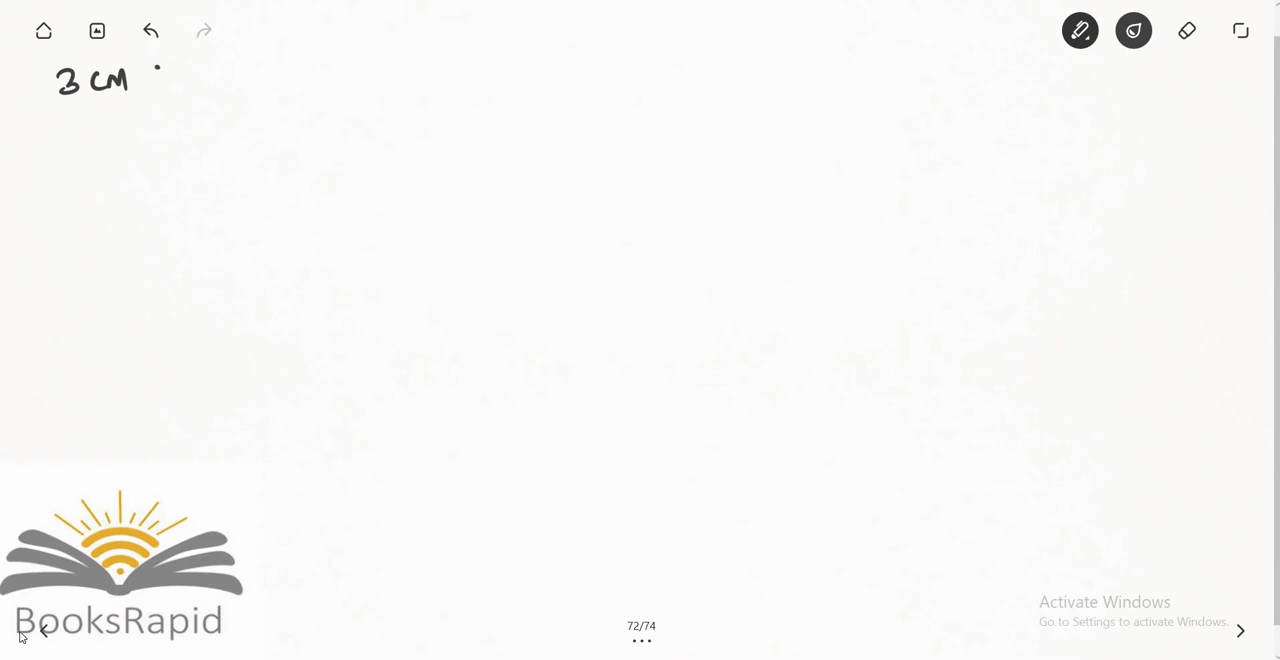 3 CM
BooksRapid
72/74
Activate Windows
Go to Settings to activate Windows.